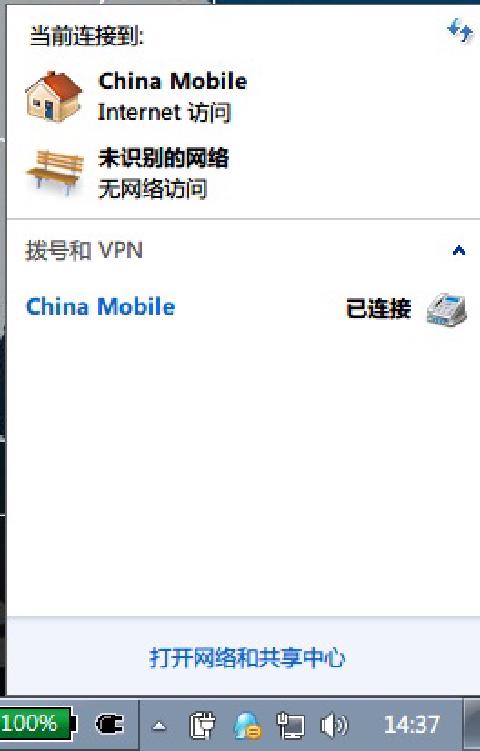 当前连接到:
China Mobile
Internet 访问
未识别的网络
无网络访问
拨号和 VPN
China Mobile 已连接
打开网络和共享中心
100% 14:37